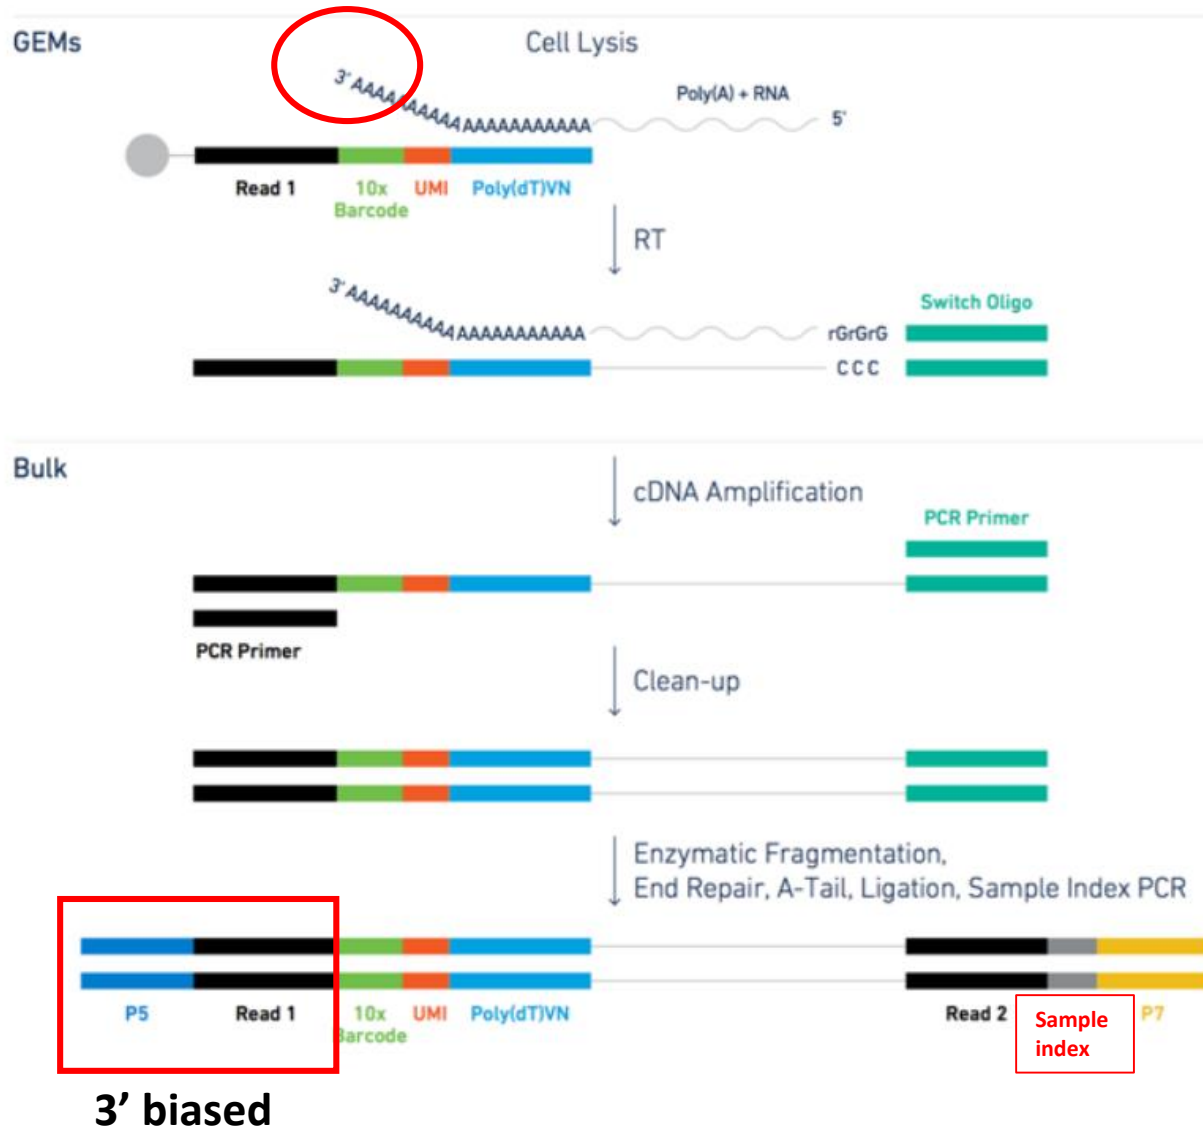 GEMs
Cell Lysis
3' AAAAAAAAAAAAAAAAAAAAA
Poly(A) + RNA
5'
Read 1
10x
Barcode
UMI
Poly(dT)VN
RT
3' AAAAAAAAAAAAAAAAAAAAA
rGrGrG
Switch Oligo
CCC
Bulk
cDNA Amplification
PCR Primer
PCR Primer
Clean-up
Enzymatic Fragmentation,
End Repair, A-Tail, Ligation, Sample Index PCR
P5
Read 1
10x
Barcode
UMI
Poly(dT)VN
Read 2
Sample
index
P7
3’ biased